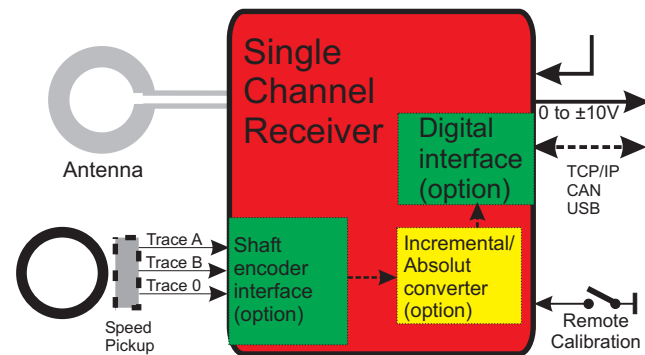 Single
Channel
Receiver
Antenna
0 to ±10V
Digital
interface
(option)
TCP/IP
CAN
USB
Trace A
Trace B
Trace 0
Speed
Pickup
Shaft
encoder
interface
(option)
Incremental/
Absolut
converter
(option)
Remote
Calibration